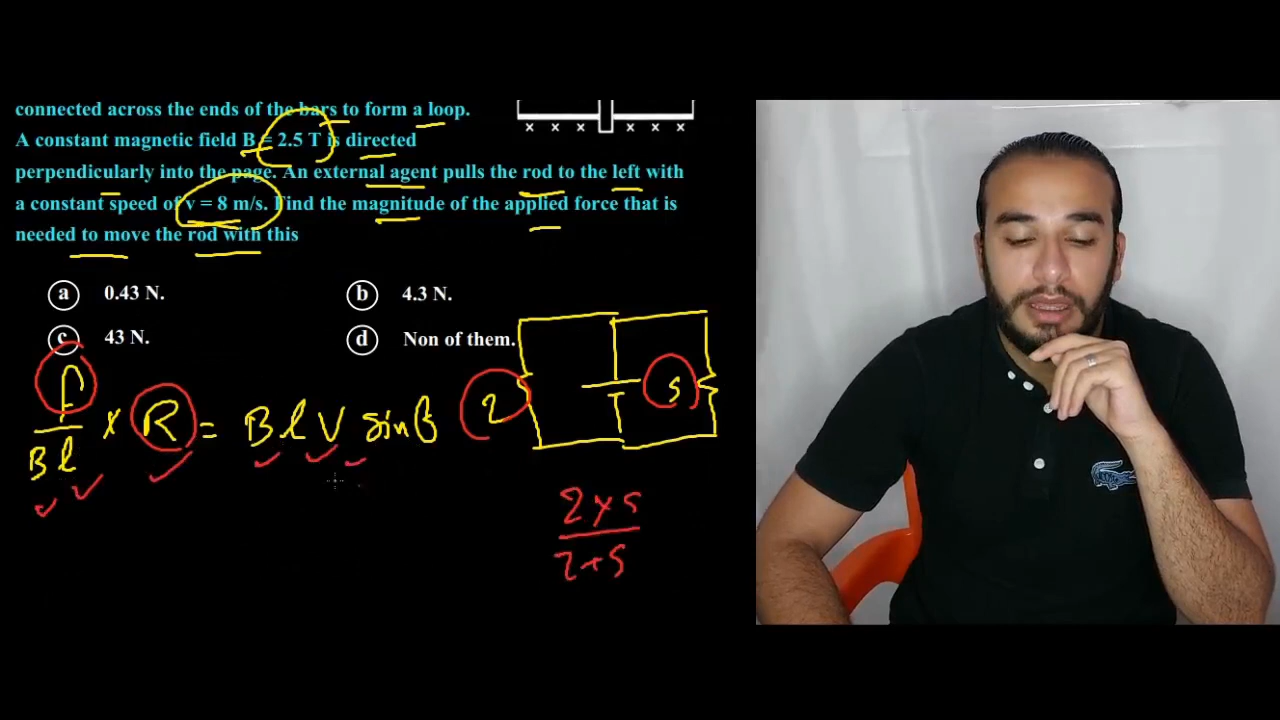 connected across the ends of the bars to form a loop.
A constant magnetic field B = 2.5 T is directed
perpendicularly into the page. An external agent pulls the rod to the left with
a constant speed of v = 8 m/s. Find the magnitude of the applied force that is
needed to move the rod with this
x x x x x x
a 0.43 N.
b 4.3 N.
c 43 N.
d Non of them.
f
Bl × R = BlV sinθ
2 5
2×5
2+5